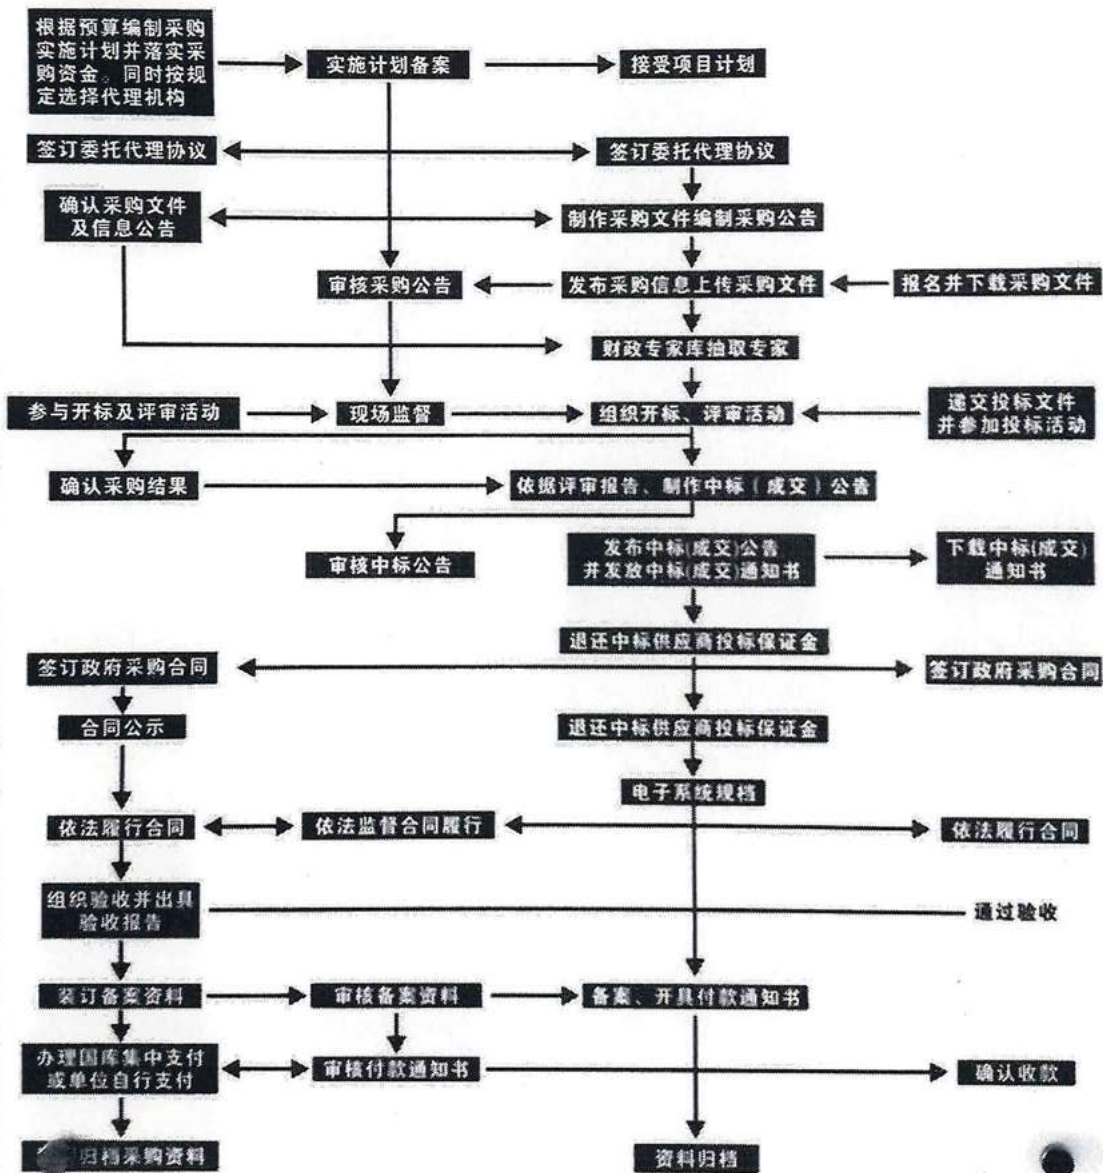 根据预算编制采购
实施计划并落实采
购资金。同时按规
定选择代理机构
实施计划备案
接受项目计划
签订委托代理协议
签订委托代理协议
确认采购文件
及信息公告
制作采购文件编制采购公告
审核采购公告
发布采购信息上传采购文件
报名并下载采购文件
财政专家库抽取专家
参与开标及评审活动
现场监督
组织开标、评审活动
递交投标文件
并参加投标活动
确认采购结果
依据评审报告、制作中标（成交）公告
审核中标公告
发布中标(成交)公告
并发放中标(成交)通知书
下载中标(成交)
通知书
退还中标供应商投标保证金
签订政府采购合同
签订政府采购合同
合同公示
退还中标供应商投标保证金
电子系统规档
依法履行合同
依法监督合同履行
依法履行合同
组织验收并出具
验收报告
通过验收
装订备案资料
审核备案资料
备案、开具付款通知书
办理国库集中支付
或单位自行支付
审核付款通知书
确认收款
归档采购资料
资料归档